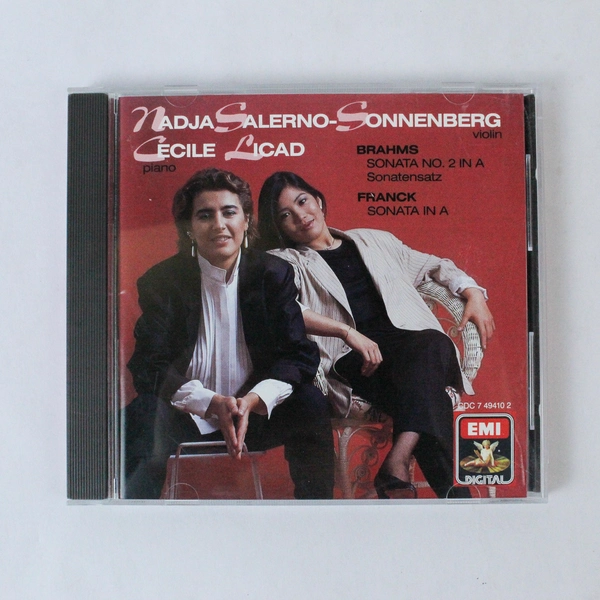 NADJA SALERNO-SONNENBERG
violin
CECILE LICAD
piano
BRAHMS
SONATA NO. 2 IN A
Sonatensatz
FRANCK
SONATA IN A
CDC 7 49410 2
EMI
DIGITAL